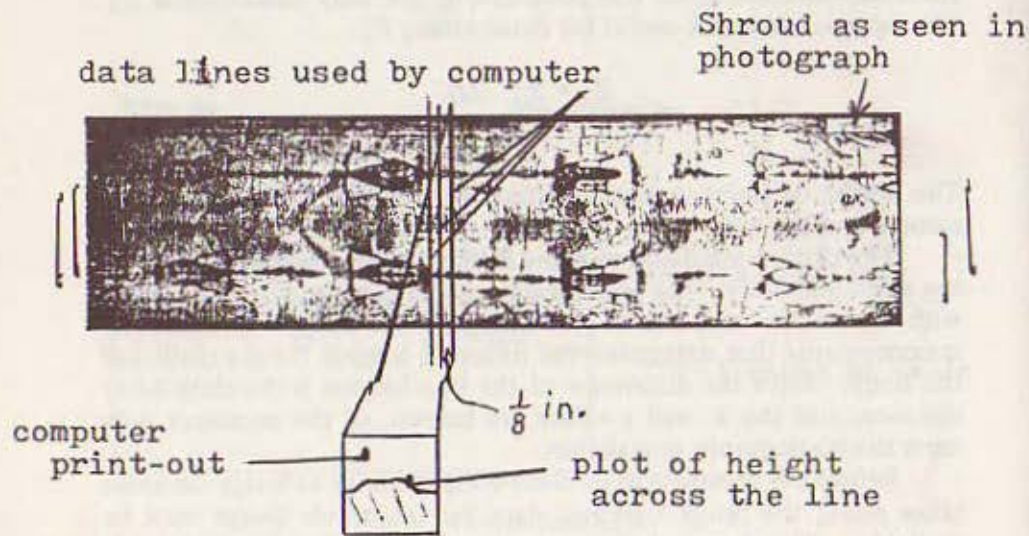 Shroud as seen in
photograph
data lines used by computer
1/8 in.
computer
print-out
plot of height
across the line